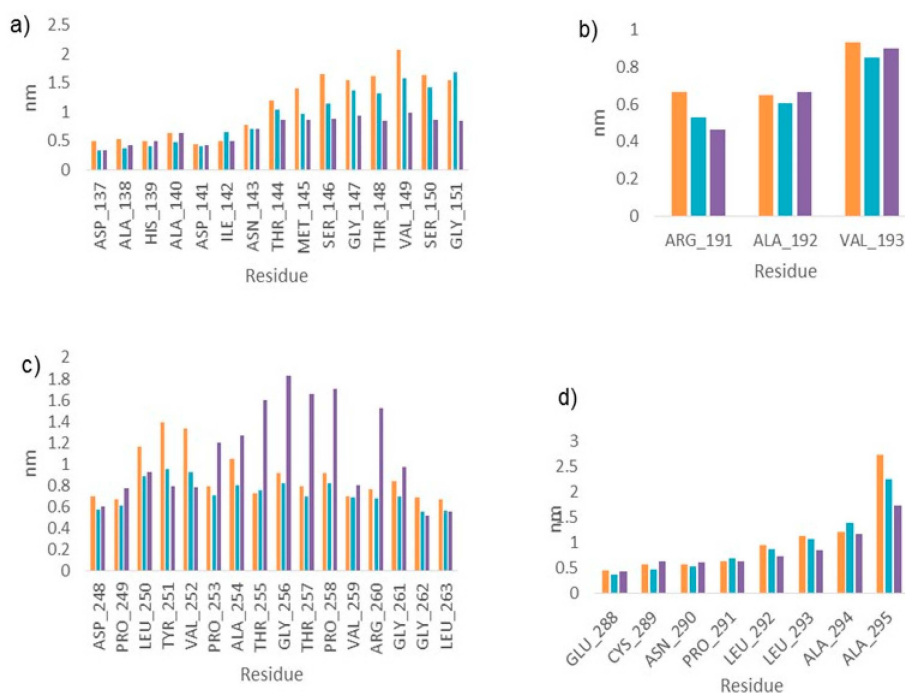 a)
2.5
2
1.5
1
0.5
0
nm
ASP_137
ALA_138
HIS_139
ALA_140
ASP_141
ILE_142
ASN_143
THR_144
MET_145
SER_146
GLY_147
THR_148
VAL_149
SER_150
GLY_151
Residue
b)
1
0.8
0.6
0.4
0.2
0
nm
ARG_191 ALA_192 VAL_193
Residue
c)
2
1.8
1.6
1.4
1.2
1
0.8
0.6
0.4
0.2
0
nm
ASP_248
PRO_249
LEU_250
TYR_251
VAL_252
PRO_253
ALA_254
THR_255
GLY_256
THR_257
PRO_258
VAL_259
ARG_260
GLY_261
GLY_262
LEU_263
Residue
d)
3
2.5
2
1.5
1
0.5
0
nm
GLU_288
CYS_289
ASN_290
PRO_291
LEU_292
LEU_293
ALA_294
ALA_295
Residue